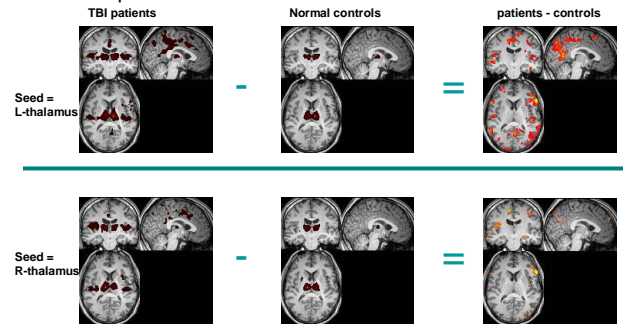 TBI patients Normal controls patients - controls
Seed =
L-thalamus
- =
Seed =
R-thalamus
- =